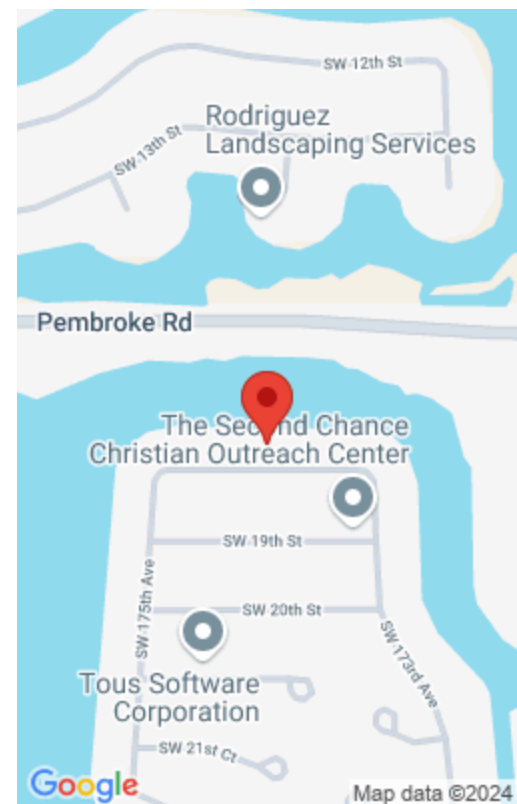 SW 12th St
Rodriguez
Landscaping Services
SW 13th St
Pembroke Rd
The Second Chance
Christian Outreach Center
SW 19th St
SW 175th Ave
SW 20th St
SW 173rd Ave
Tous Software
Corporation
SW 21st Ct
Google
Map data ©2024